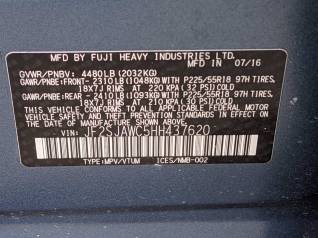 MFD. BY FUJI HEAVY INDUSTRIES LTD.
GVWR/PNBV: 4480LB (2032KG) 07/16
GAWR/PNBE:FRONT- 2310LB(1048KG)WITH P225/55R18 97H TIRES,
18X7J RIMS AT 220 KPA (32 PSI)COLD
GAWR/PNBE:REAR - 2410LB(1093KG)WITH P225/55R18 97H TIRES,
18X7J RIMS AT 210 KPA (30 PSI)COLD
THIS VEHICLE CONFORMS TO ALL APPLICABLE FEDERAL MOTOR
VEHICLE SAFETY AND THEFT PREVENTION STANDARDS IN EFFECT
ON THE DATE OF MANUFACTURE SHOWN ABOVE.
JF2SJAWC5HH437620
TYPE:MPV/VTUM ICES/NMB-002